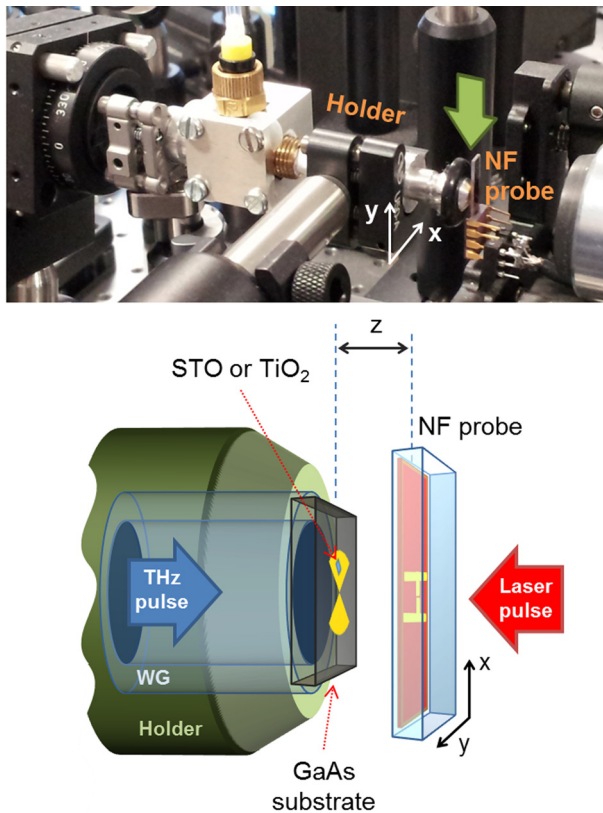 Holder
NF
probe
y
x
0
330
z
STO or TiO₂
NF probe
THz
pulse
Laser
pulse
WG
x
y
Holder
GaAs
substrate